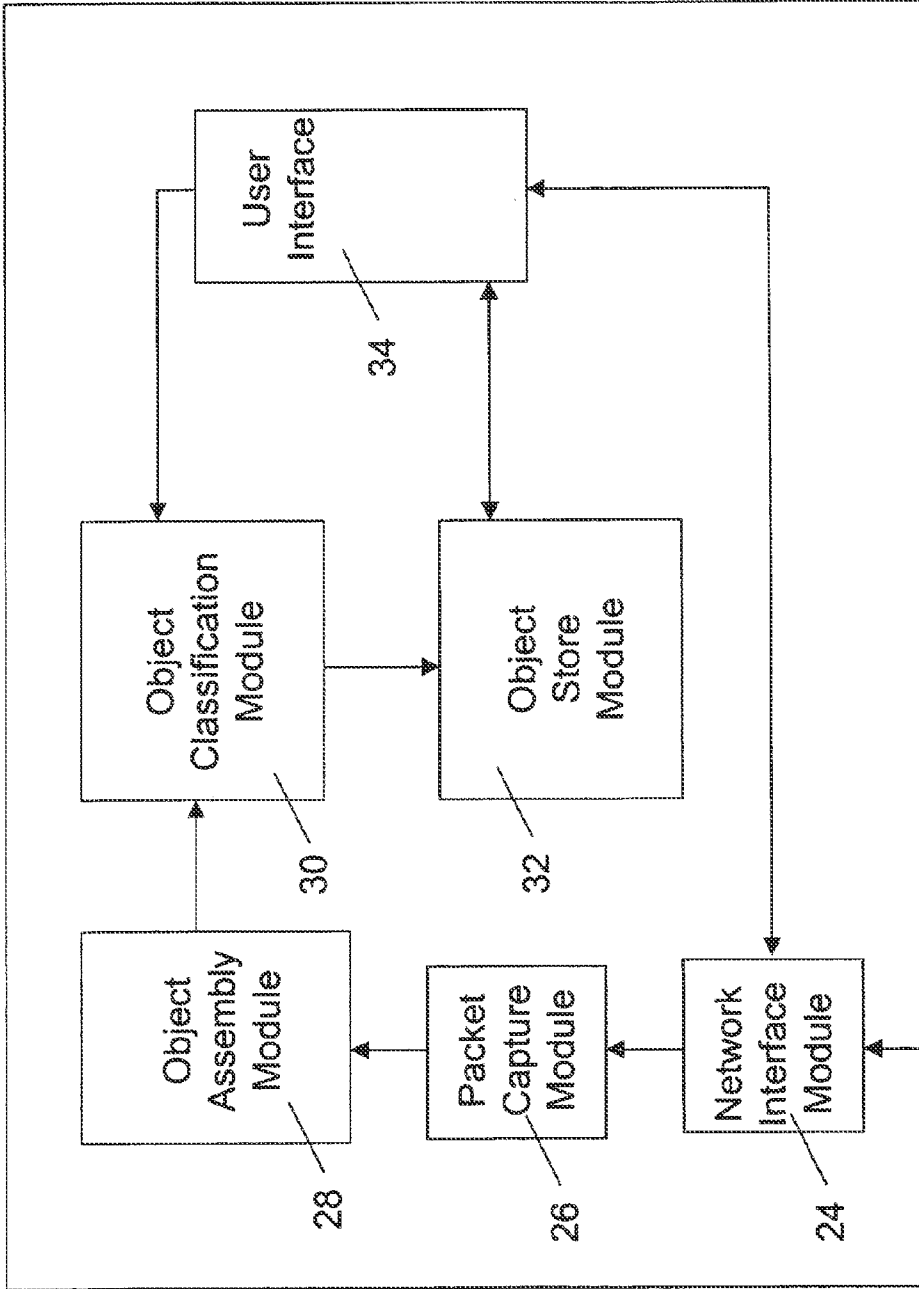 Object
Assembly
Module
28
Object
Classification
Module
30
User
Interface
34
Packet
Capture
Module
26
Object
Store
Module
32
Network
Interface
Module
24